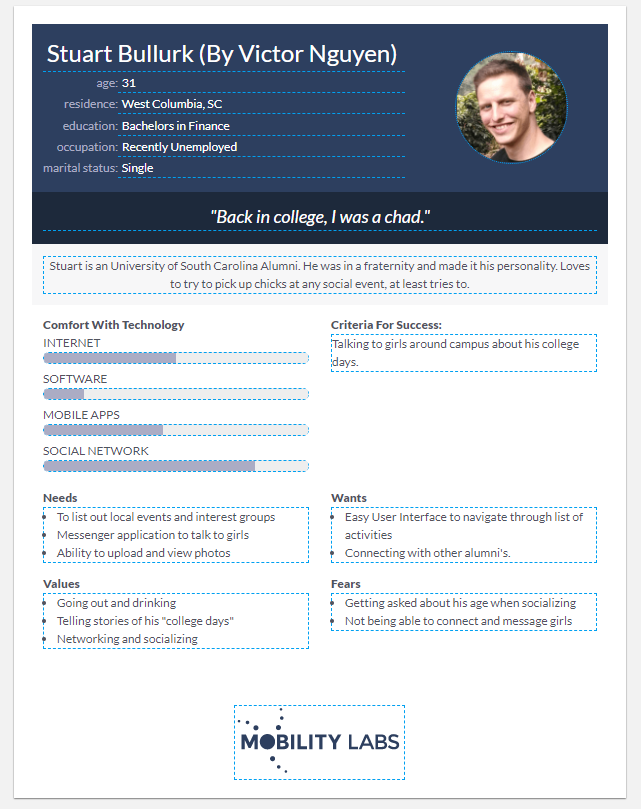 Stuart Bullurk (By Victor Nguyen)
age: 31
residence: West Columbia, SC
education: Bachelors in Finance
occupation: Recently Unemployed
marital status: Single
"Back in college, I was a chad."
Stuart is an University of South Carolina Alumni. He was in a fraternity and made it his personality. Loves
to try to pick up chicks at any social event, at least tries to.
Comfort With Technology
INTERNET
SOFTWARE
MOBILE APPS
SOCIAL NETWORK
Criteria For Success:
Talking to girls around campus about his college
days.
Needs
To list out local events and interest groups
Messenger application to talk to girls
Ability to upload and view photos
Wants
Easy User Interface to navigate through list of
activities
Connecting with other alumni's.
Values
Going out and drinking
Telling stories of his "college days"
Networking and socializing
Fears
Getting asked about his age when socializing
Not being able to connect and message girls
MOBILITY LABS